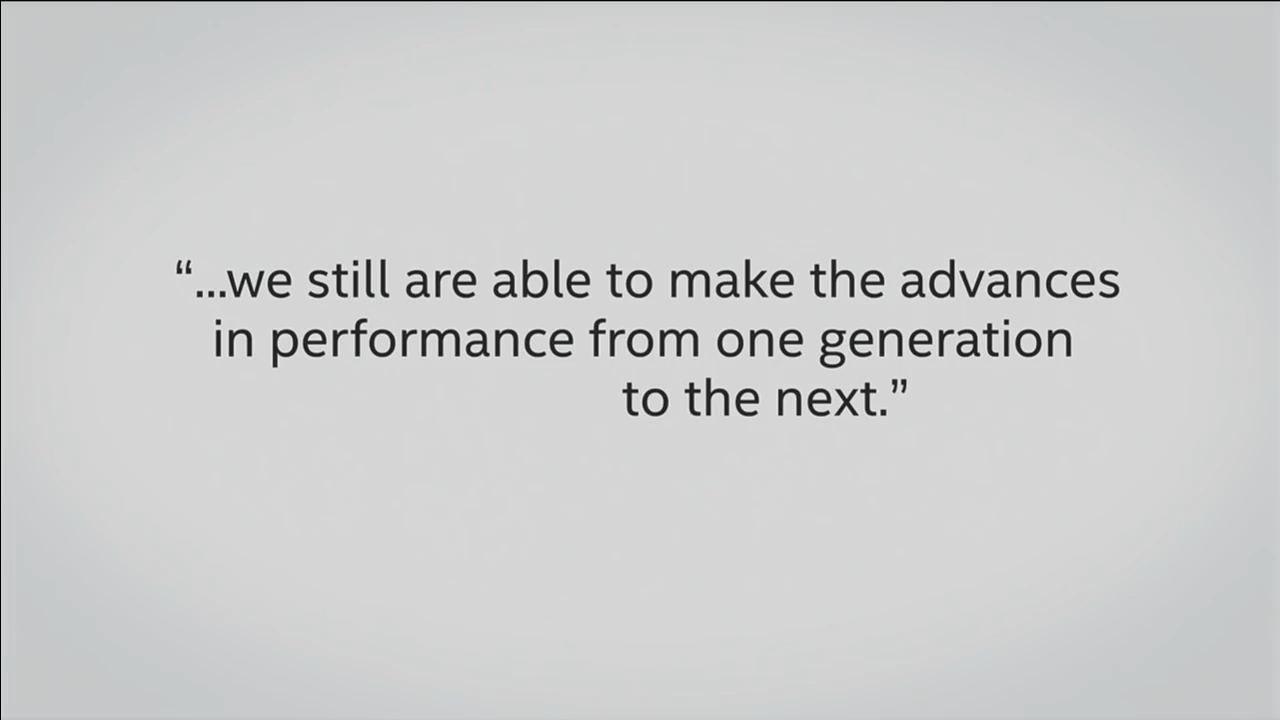 “...we still are able to make the advances
in performance from one generation
to the next.”